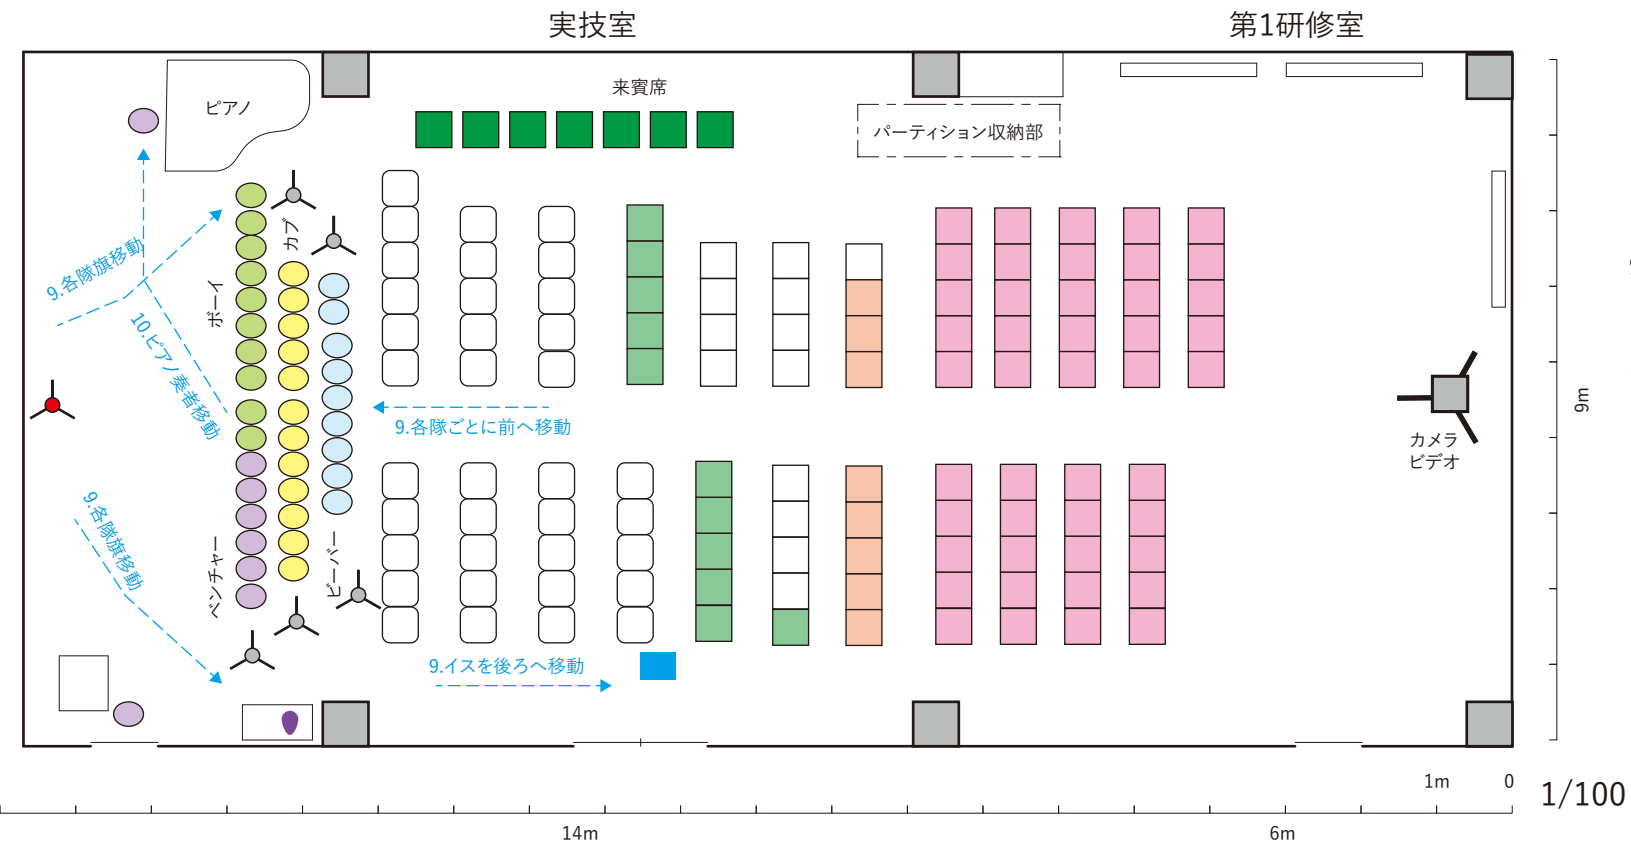 実技室
第1研修室
来賓席
ピアノ
パーティション収納部
カブ
9.各隊旗移動
ボーイ
10.ピアノ奏者移動
9.各隊ごとに前へ移動
カメラ
ビデオ
9m
9.各隊旗移動
ベンチャー
ビーバー
9.イスを後ろへ移動
1m
0
1/100
14m
6m